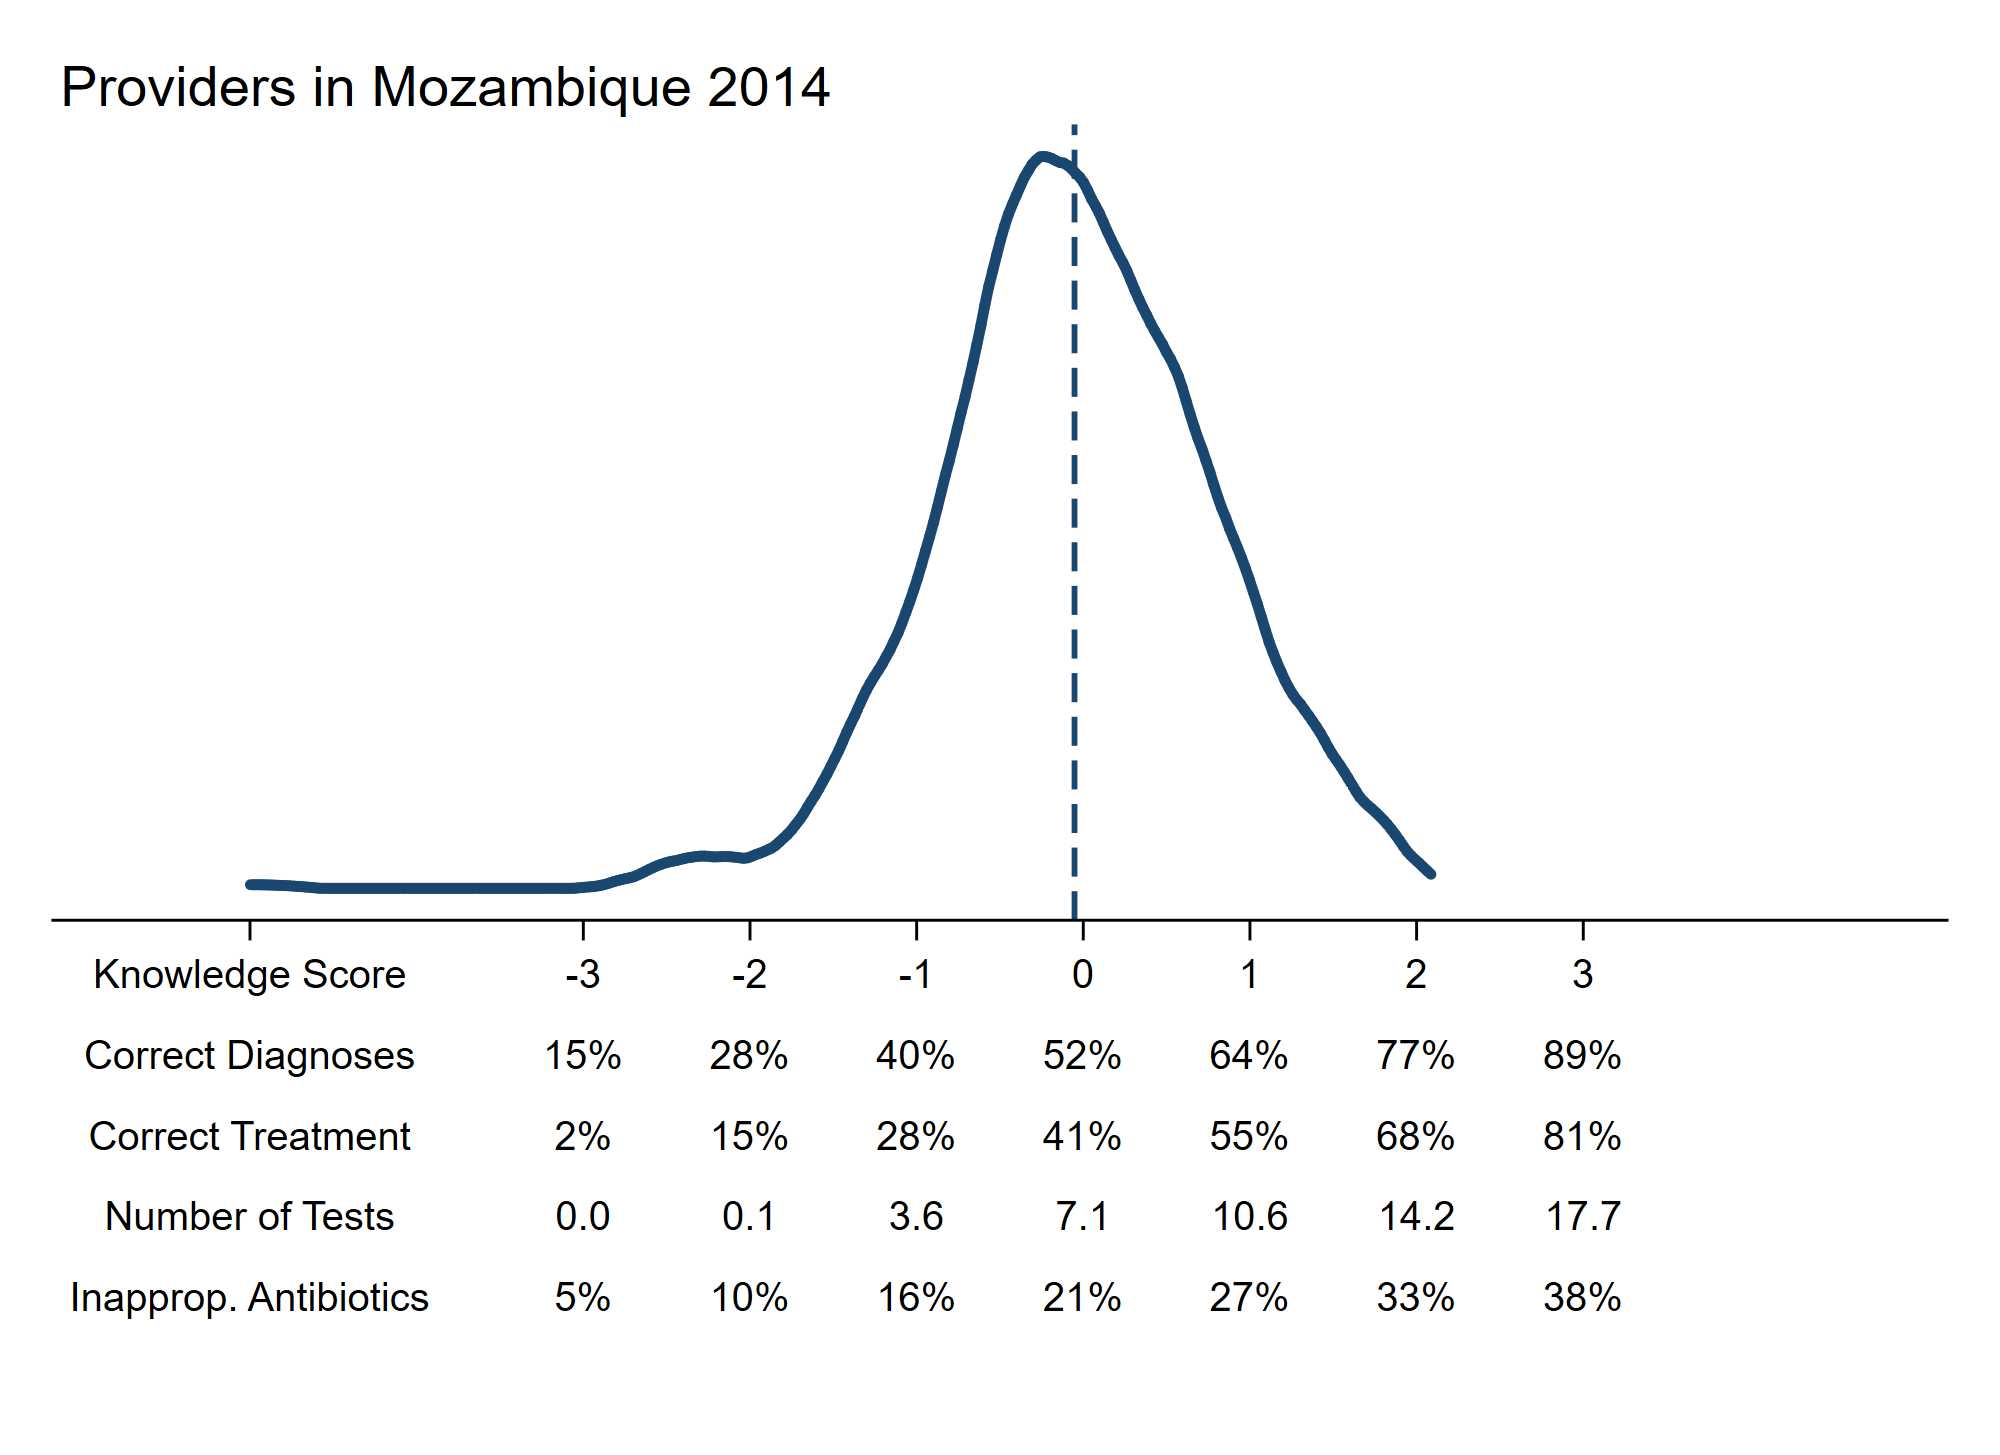 Providers in Mozambique 2014
Knowledge Score -3 -2 -1 0 1 2 3
Correct Diagnoses 15% 28% 40% 52% 64% 77% 89%
Correct Treatment 2% 15% 28% 41% 55% 68% 81%
Number of Tests 0.0 0.1 3.6 7.1 10.6 14.2 17.7
Inapprop. Antibiotics 5% 10% 16% 21% 27% 33% 38%